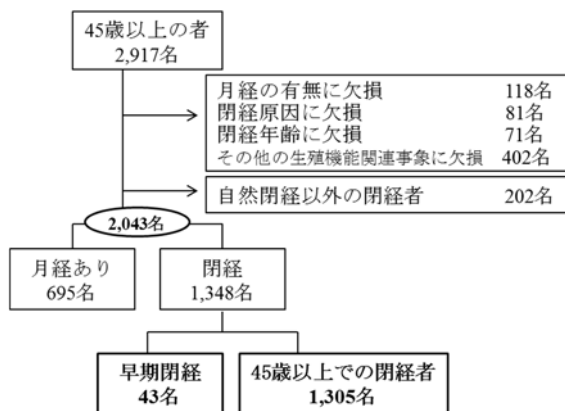 45歳以上の者
2,917名
月経の有無に欠損 118名
閉経原因に欠損 81名
閉経年齢に欠損 71名
その他の生殖機能関連事象に欠損 402名
自然閉経以外の閉経者 202名
2,043名
月経あり
695名
閉経
1,348名
早期閉経
43名
45歳以上での閉経者
1,305名